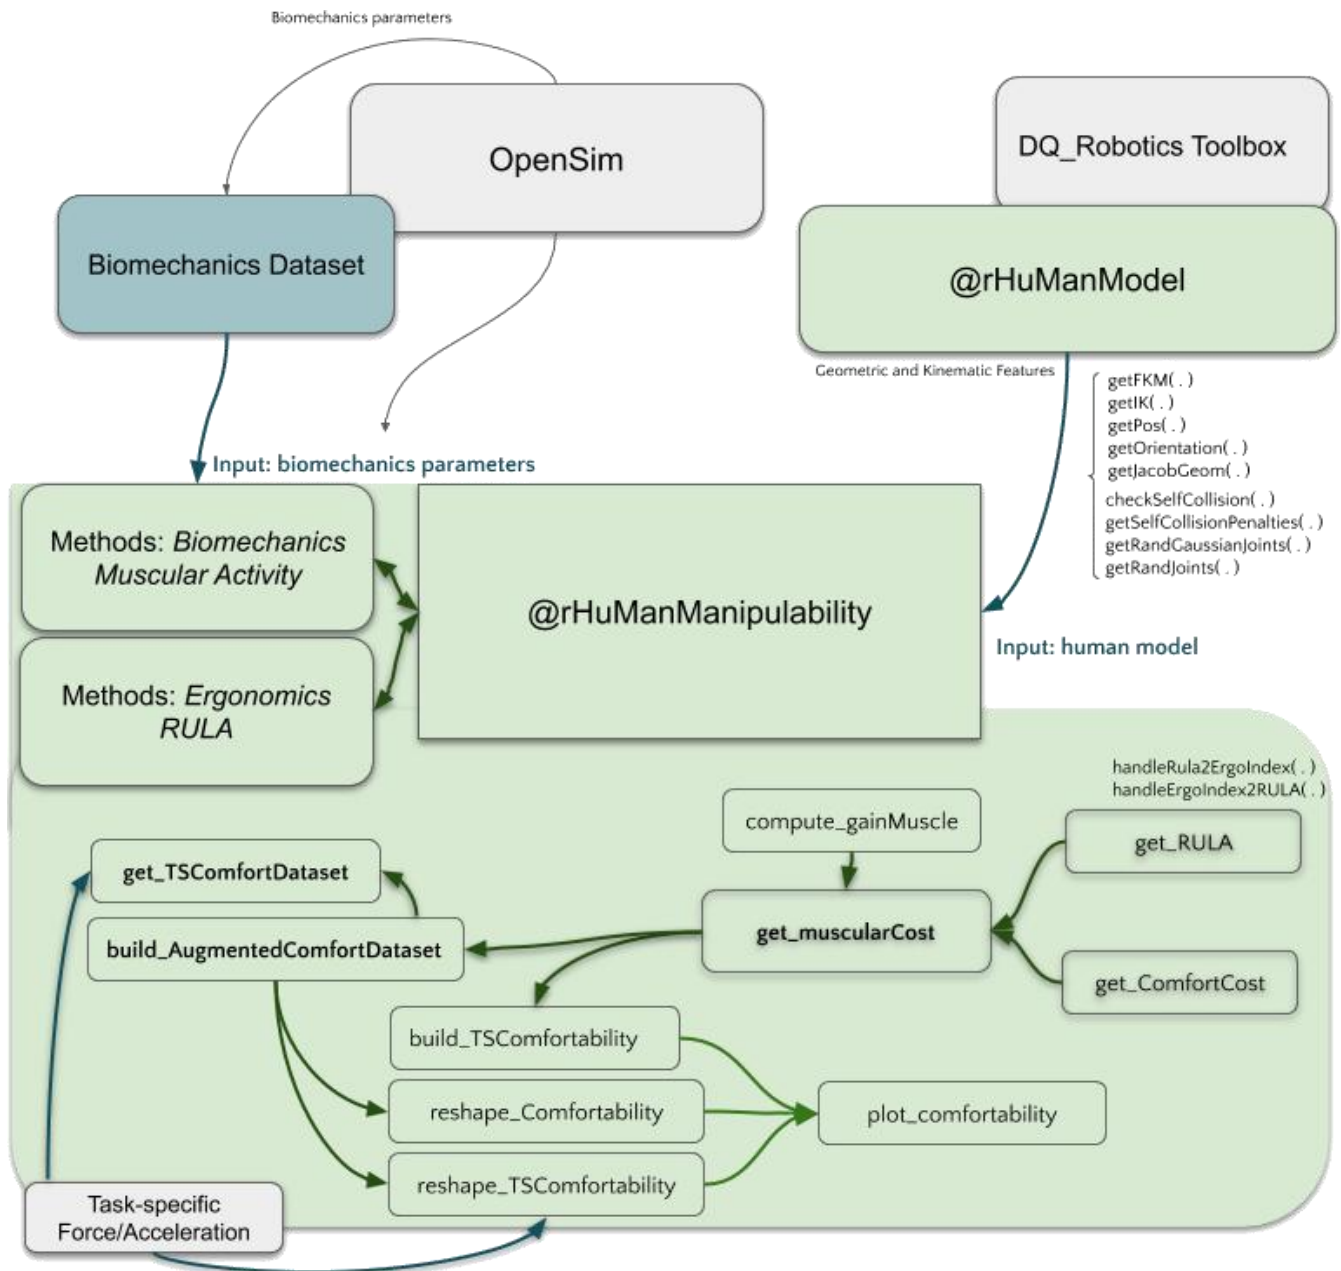 Biomechanics parameters
OpenSim
DQ_Robotics Toolbox
Biomechanics Dataset
@rHuManModel
Geometric and Kinematic Features
getFKM( . )
getIK( . )
getPos( . )
getOrientation( . )
getJacobGeom( . )
checkSelfCollision( . )
getSelfCollisionPenalties( . )
getRandGaussianJoints( . )
getRandJoints( . )
Input: biomechanics parameters
Methods: Biomechanics
Muscular Activity
@rHuManManipulability
Input: human model
Methods: Ergonomics
RULA
handleRula2ErgoIndex( . )
handleErgoIndex2RULA( . )
compute_gainMuscle
get_RULA
get_TSComfortDataset
get_muscularCost
build_AugmentedComfortDataset
get_ComfortCost
build_TSComfortability
reshape_Comfortability
plot_comfortability
reshape_TSComfortability
Task-specific
Force/Acceleration